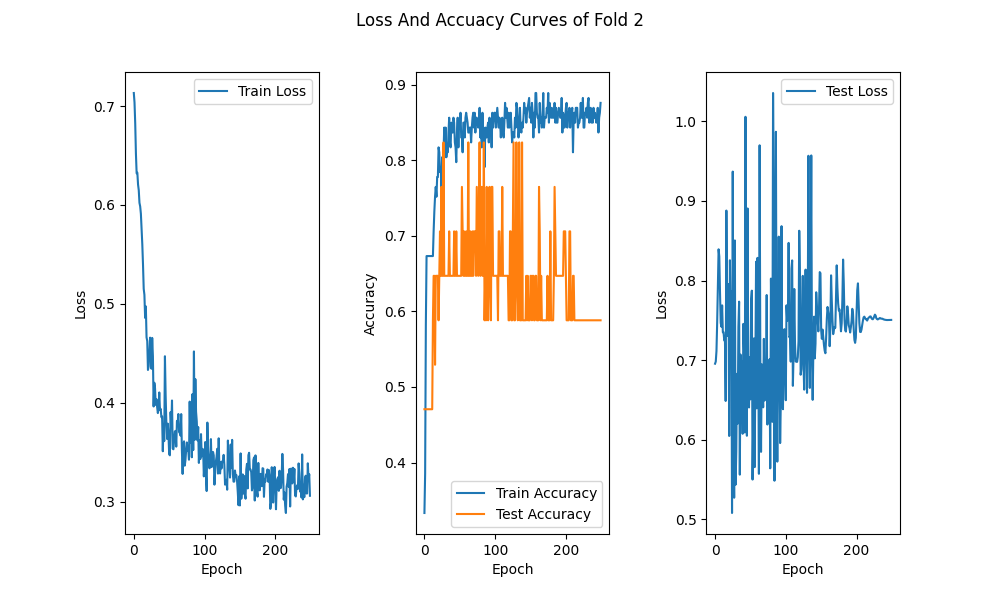 Loss And Accuacy Curves of Fold 2
Train Loss
0.7
0.6
0.5
0.4
0.3
Loss
0
100
200
Epoch
0.9
0.8
0.7
0.6
0.5
0.4
Accuracy
Train Accuracy
Test Accuracy
0
100
200
Epoch
Test Loss
1.0
0.9
0.8
0.7
0.6
0.5
Loss
0
100
200
Epoch